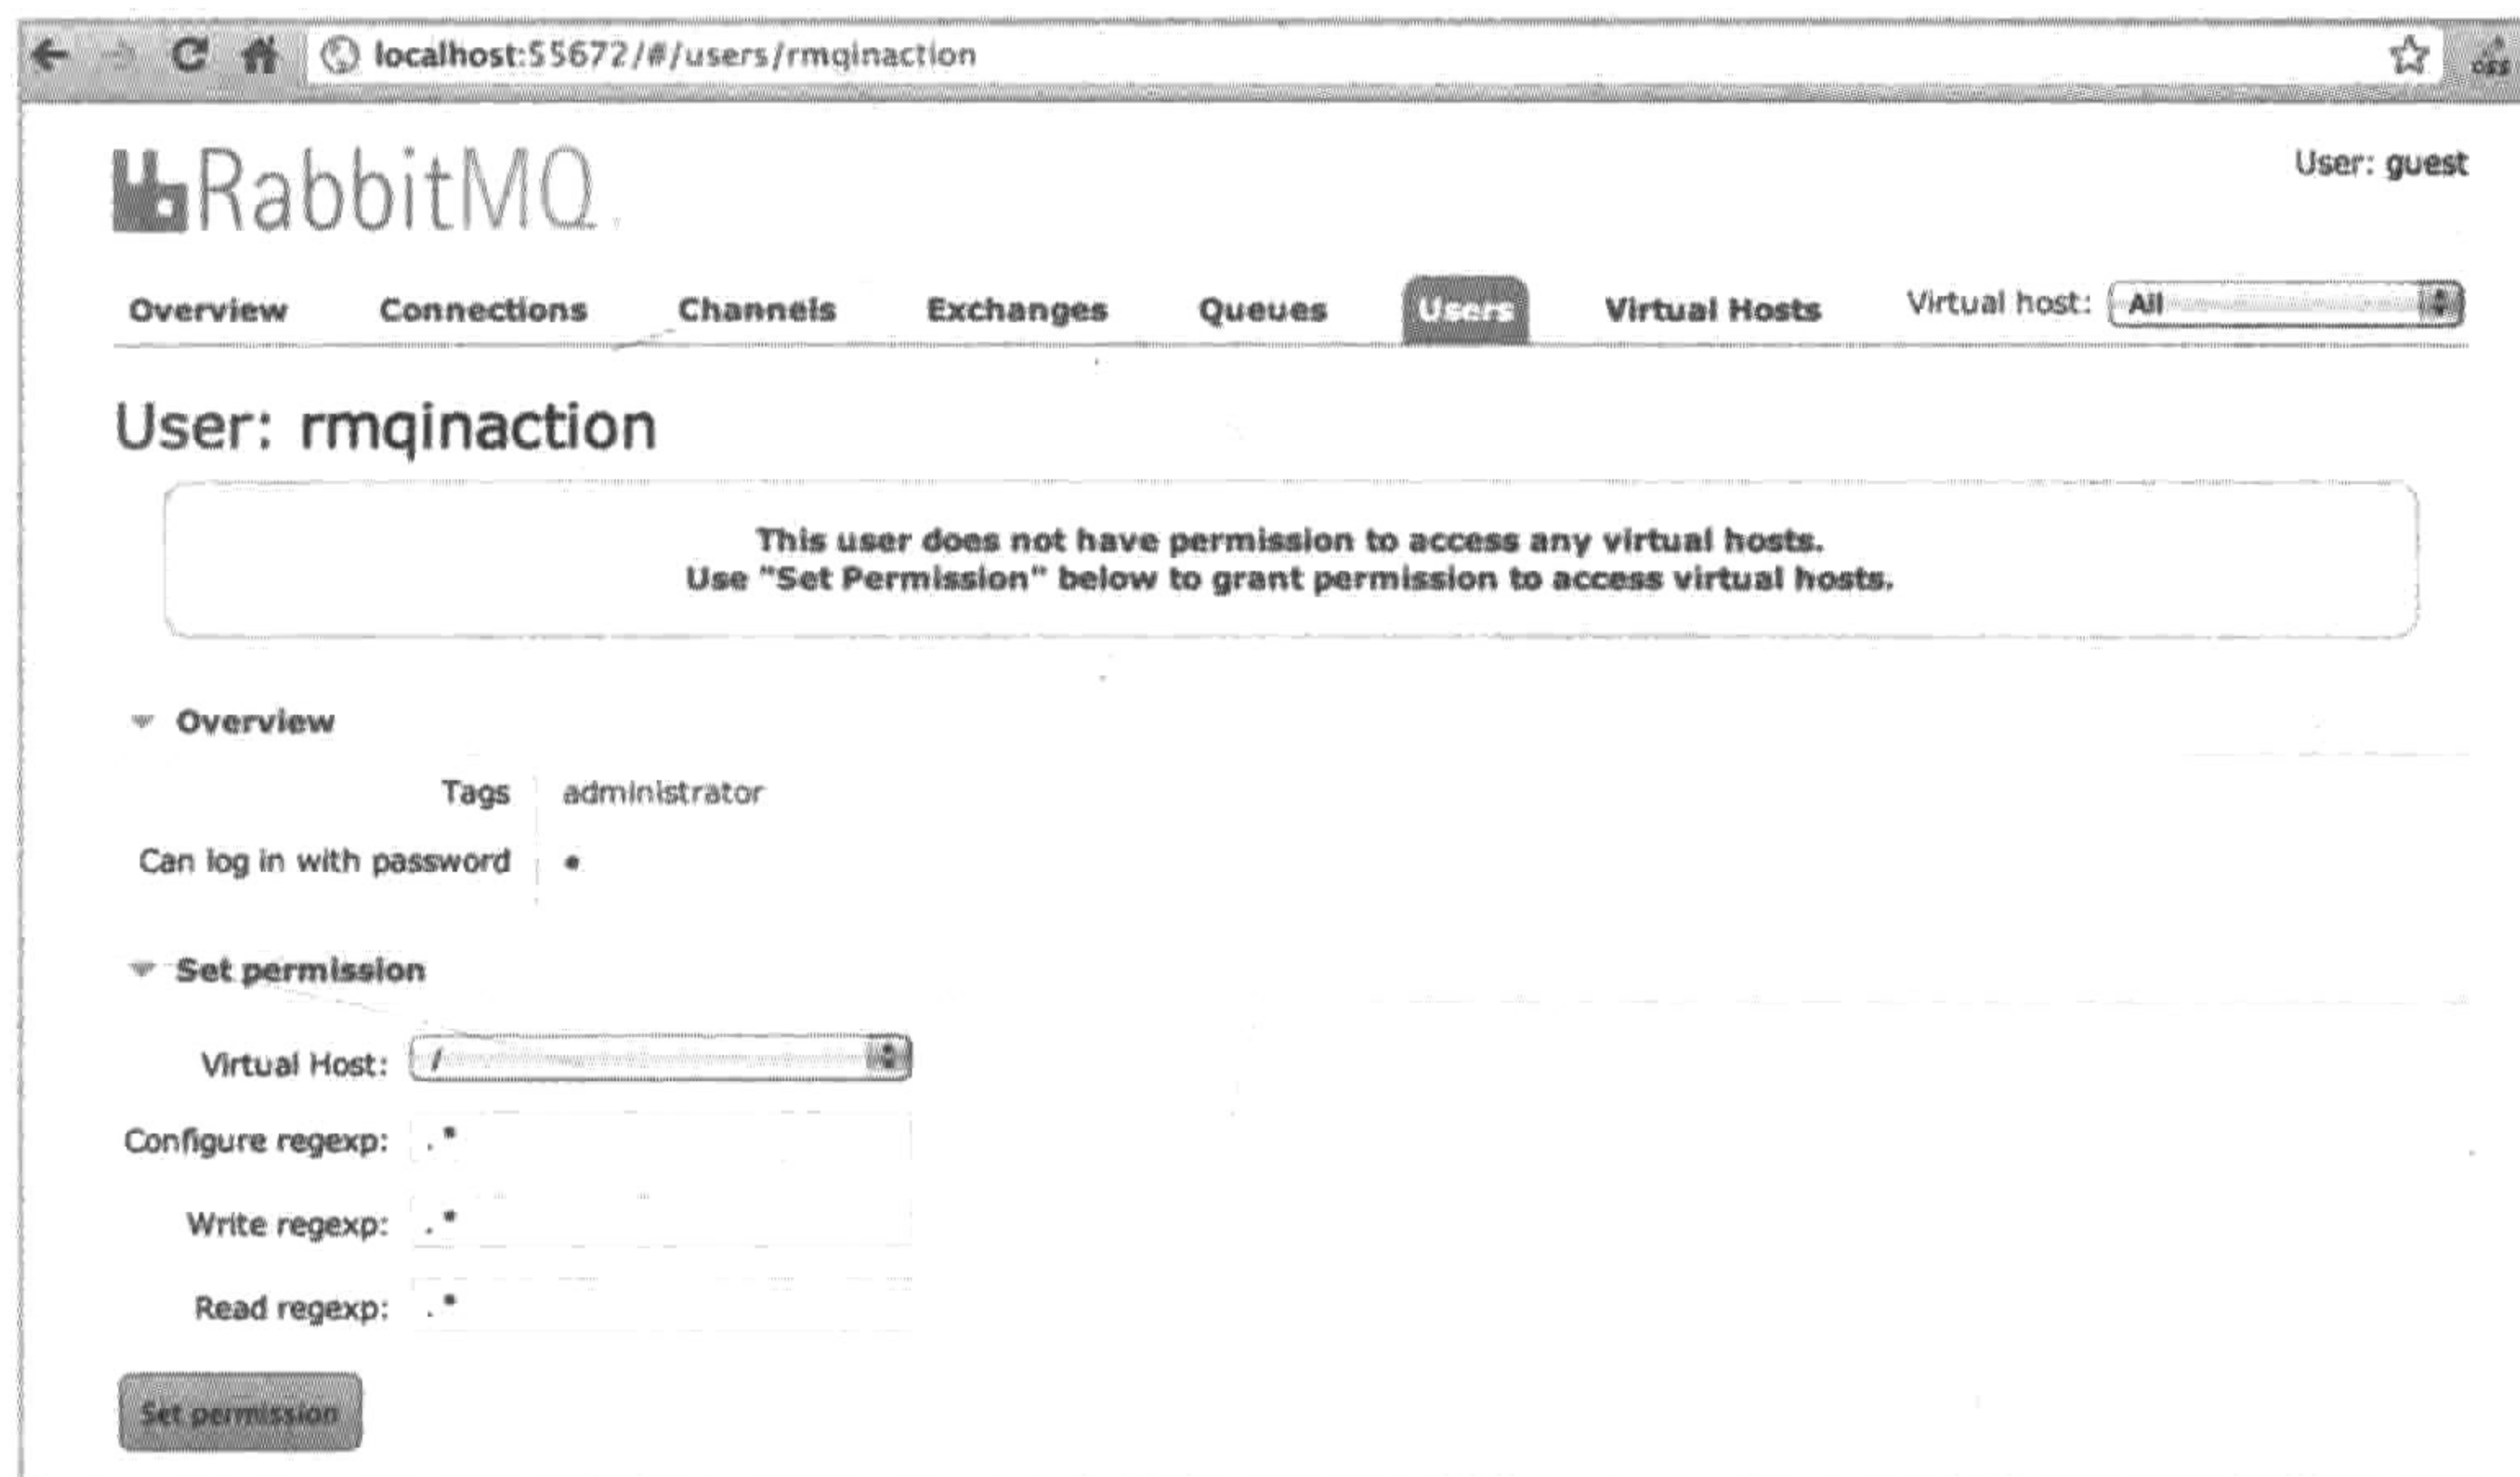 localhost:55672/#/users/rmqinaction
oss
RabbitMQ
User: guest
Overview Connections Channels Exchanges Queues Users Virtual Hosts Virtual host: All
User: rmqinaction
This user does not have permission to access any virtual hosts.
Use "Set Permission" below to grant permission to access virtual hosts.
Overview
Tags administrator
Can log in with password •
Set permission
Virtual Host: /
Configure regexp: .*
Write regexp: .*
Read regexp: .*
Set permission